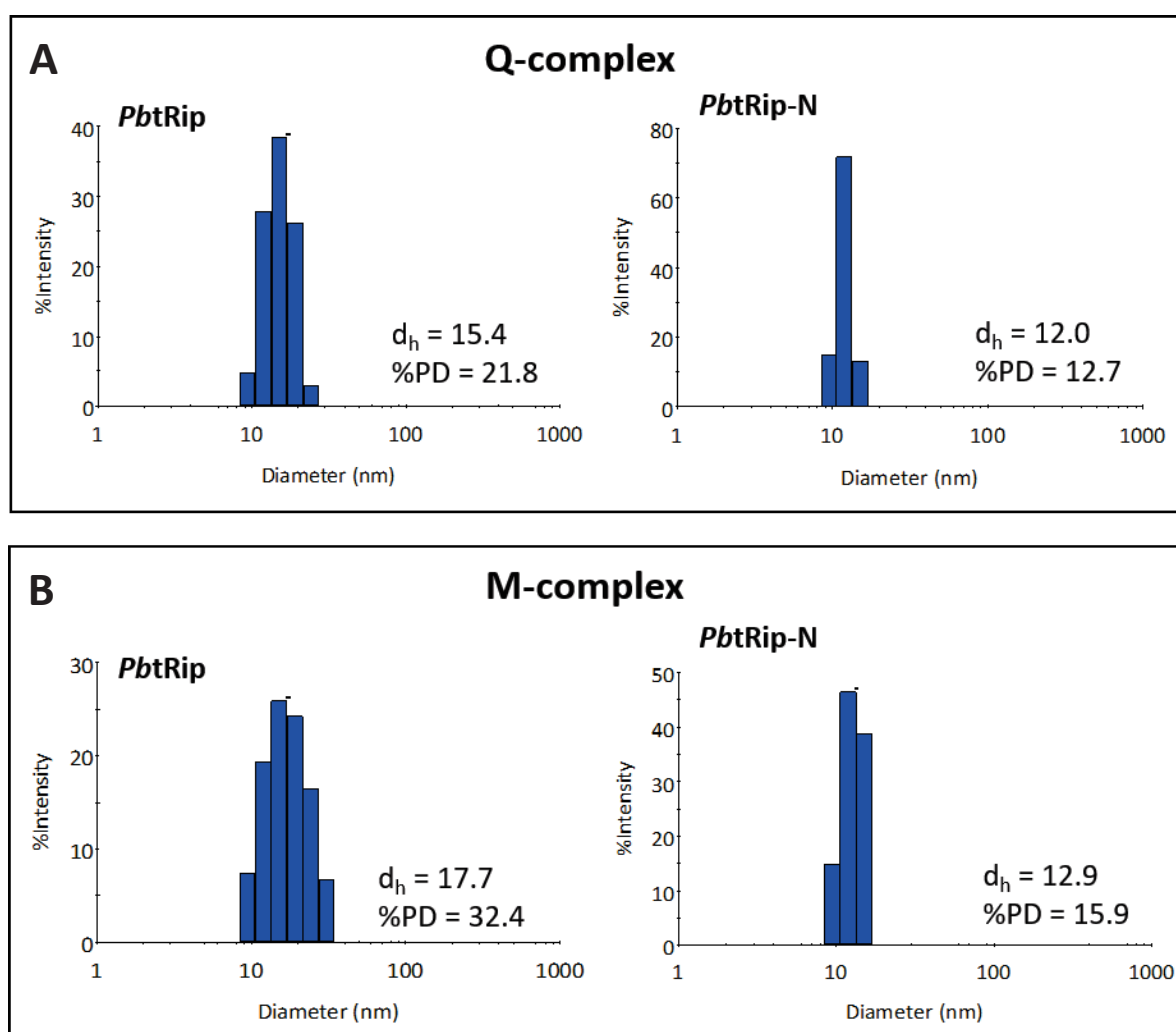 A
Q-complex
PbtRip
40
30
20
10
0
%Intensity
1
10
100
1000
Diameter (nm)
dh = 15.4
%PD = 21.8
PbtRip-N
80
60
40
20
0
%Intensity
1
10
100
1000
Diameter (nm)
dh = 12.0
%PD = 12.7
B
M-complex
PbtRip
30
20
10
0
%Intensity
1
10
100
1000
Diameter (nm)
dh = 17.7
%PD = 32.4
PbtRip-N
50
40
30
20
10
0
%Intensity
1
10
100
1000
Diameter (nm)
dh = 12.9
%PD = 15.9